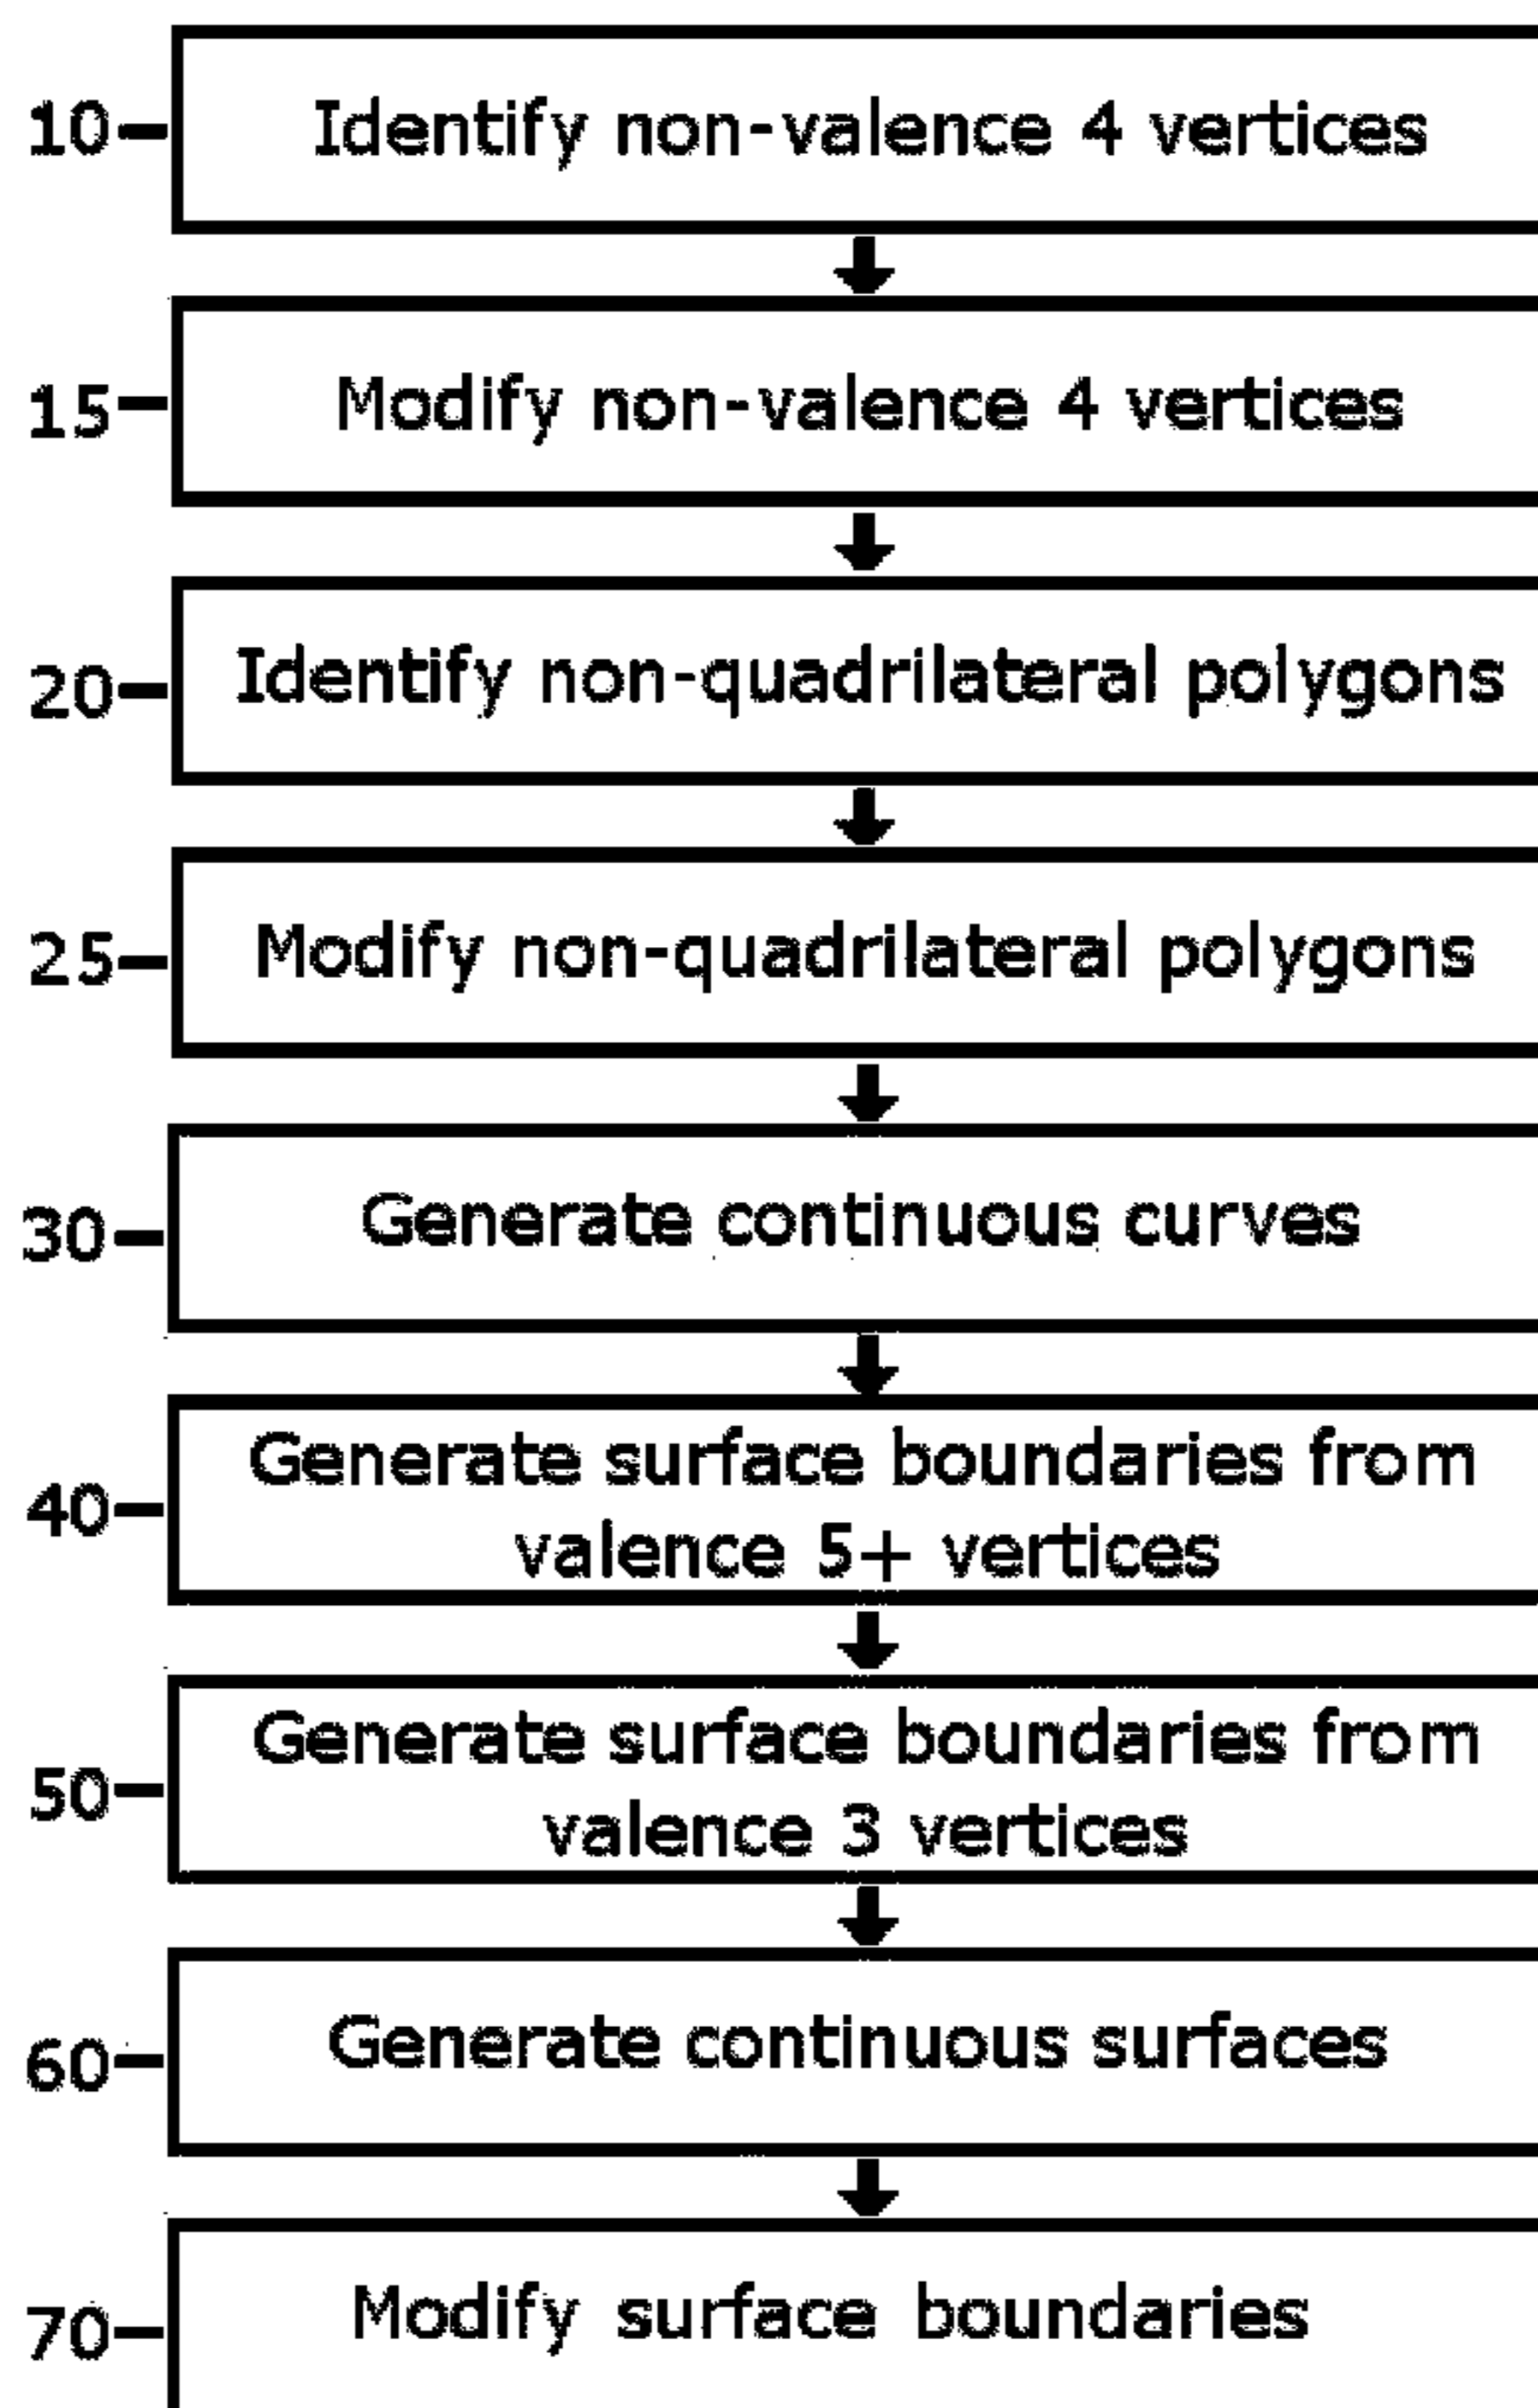 10 Identify non-valence 4 vertices
15 Modify non-valence 4 vertices
20 Identify non-quadrilateral polygons
25 Modify non-quadrilateral polygons
30 Generate continuous curves
40 Generate surface boundaries from
valence 5+ vertices
50 Generate surface boundaries from
valence 3 vertices
60 Generate continuous surfaces
70 Modify surface boundaries